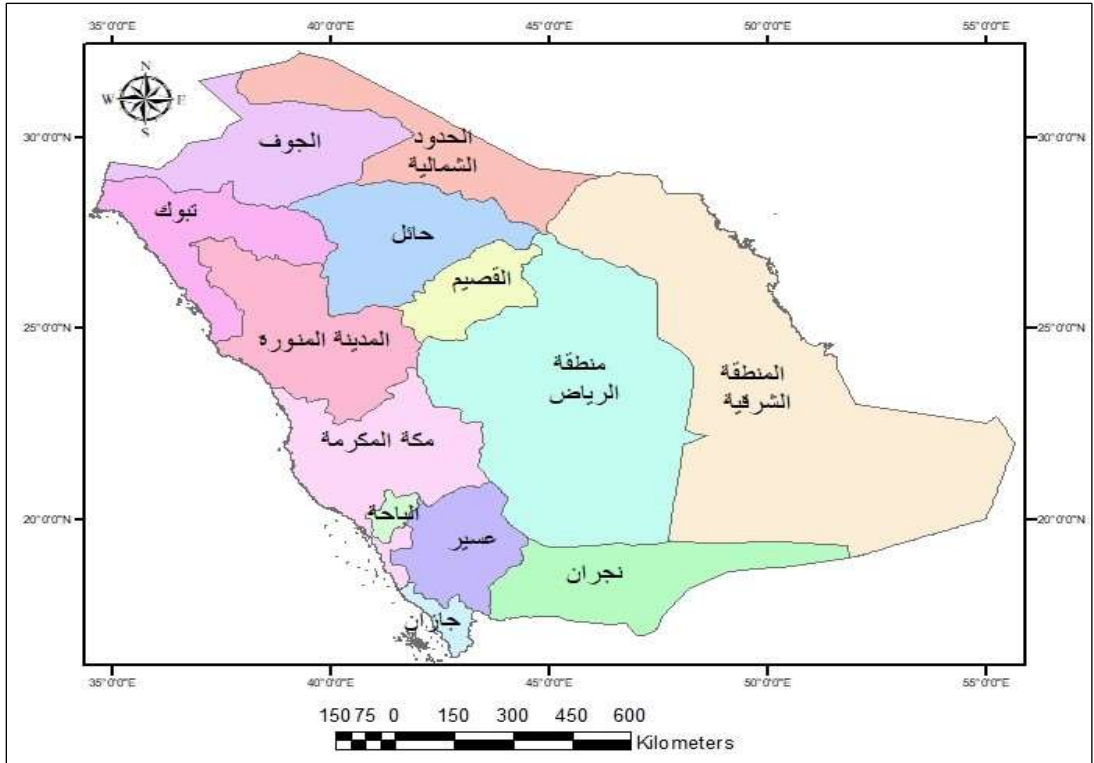 35°0'0"E 40°0'0"E 45°0'0"E 50°0'0"E 55°0'0"E
N
W E
S
30°0'0"N 30°0'0"N
الجوف
الحدود
الشمالية
تبوك
حائل
القصيم
25°0'0"N 25°0'0"N
المدينة المنورة
منطقة
الرياض
المنطقة
الشرقية
مكة المكرمة
20°0'0"N 20°0'0"N
الباحة
عسير
نجران
جازان
35°0'0"E 40°0'0"E 45°0'0"E 50°0'0"E 55°0'0"E
150 75 0 150 300 450 600
Kilometers